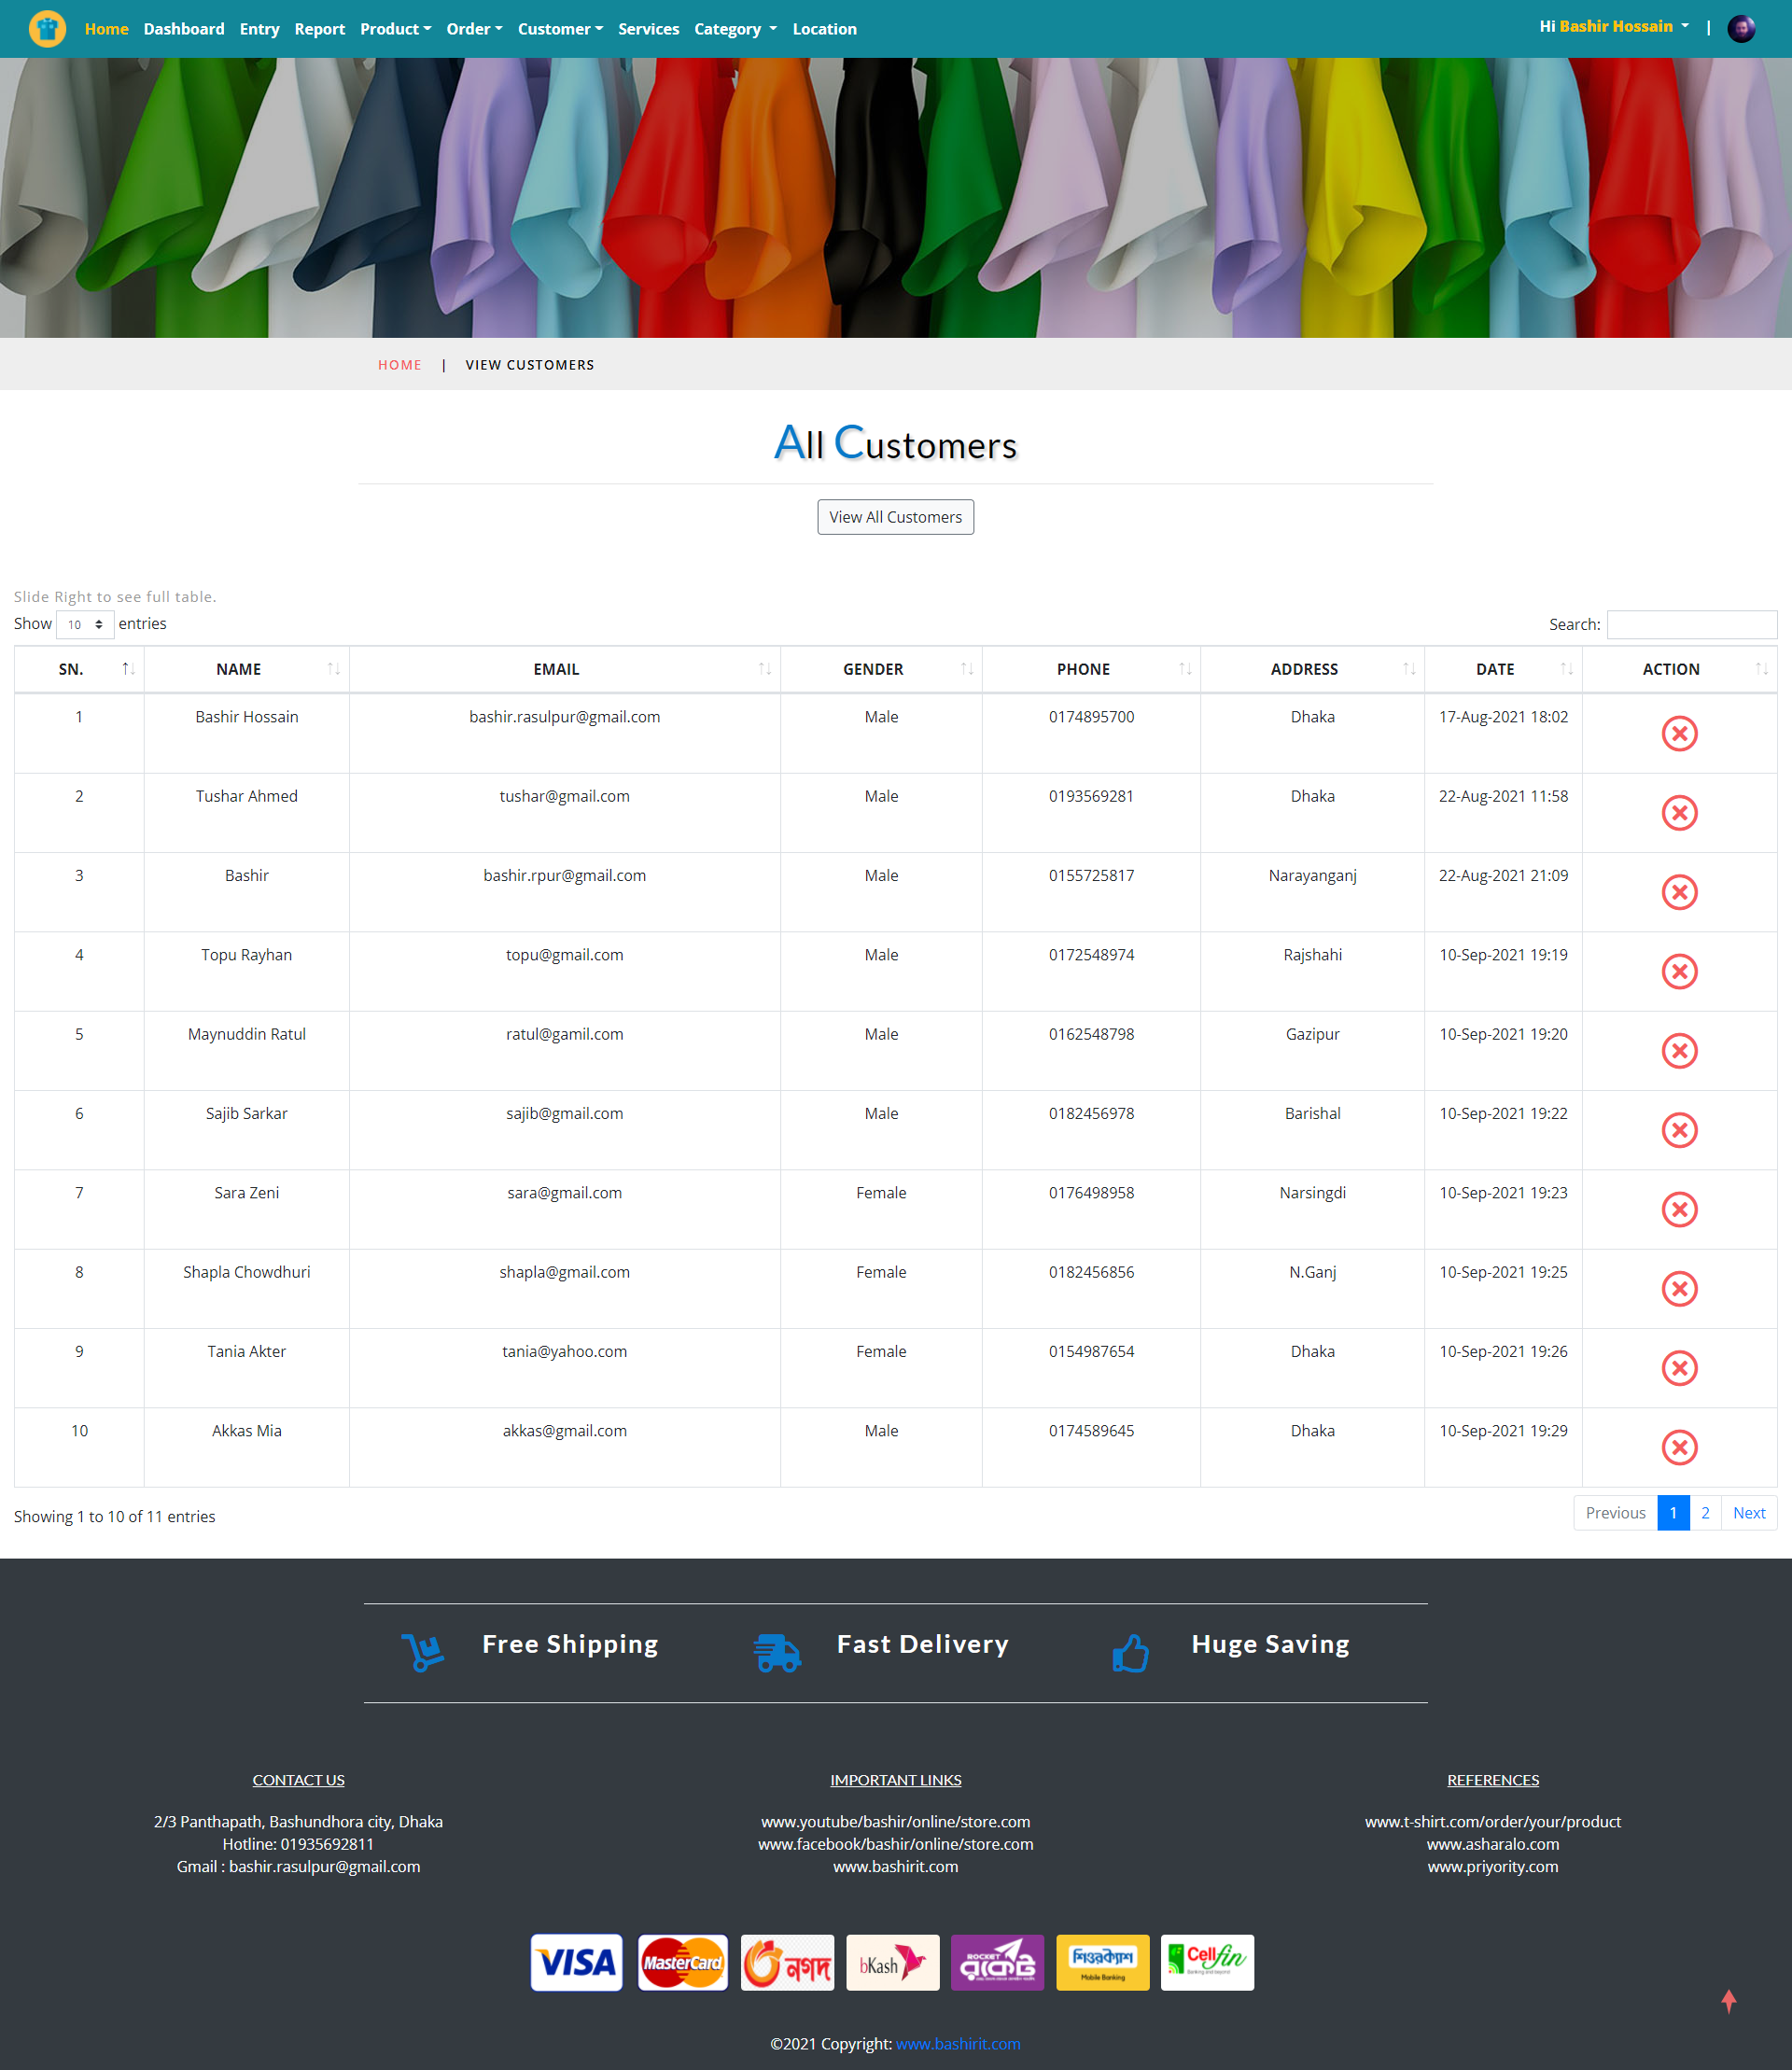 Home Dashboard Entry Report Product Order Customer Services Category Location Hi Bashir Hossain |
HOME | VIEW CUSTOMERS
All Customers
View All Customers
Slide Right to see full table.
Show 10 entries Search:
SN. NAME EMAIL GENDER PHONE ADDRESS DATE ACTION
1 Bashir Hossain bashir.rasulpur@gmail.com Male 0174895700 Dhaka 17-Aug-2021 18:02
2 Tushar Ahmed tushar@gmail.com Male 0193569281 Dhaka 22-Aug-2021 11:58
3 Bashir bashir.rpur@gmail.com Male 0155725817 Narayanganj 22-Aug-2021 21:09
4 Topu Rayhan topu@gmail.com Male 0172548974 Rajshahi 10-Sep-2021 19:19
5 Maynuddin Ratul ratul@gamil.com Male 0162548798 Gazipur 10-Sep-2021 19:20
6 Sajib Sarkar sajib@gmail.com Male 0182456978 Barishal 10-Sep-2021 19:22
7 Sara Zeni sara@gmail.com Female 0176498958 Narsingdi 10-Sep-2021 19:23
8 Shapla Chowdhuri shapla@gmail.com Female 0182456856 N.Ganj 10-Sep-2021 19:25
9 Tania Akter tania@yahoo.com Female 0154987654 Dhaka 10-Sep-2021 19:26
10 Akkas Mia akkas@gmail.com Male 0174589645 Dhaka 10-Sep-2021 19:29
Showing 1 to 10 of 11 entries Previous 1 2 Next
Free Shipping Fast Delivery Huge Saving
CONTACT US
2/3 Panthapath, Bashundhora city, Dhaka
Hotline: 01935692811
Gmail : bashir.rasulpur@gmail.com
IMPORTANT LINKS
www.youtube/bashir/online/store.com
www.facebook/bashir/online/store.com
www.bashirit.com
REFERENCES
www.t-shirt.com/order/your/product
www.asharalo.com
www.priyority.com
VISA
MasterCard
নগদ
bKash
ROCKET
রকেট
শিওরক্যাশ
Mobile Banking
Cellfin
Banking and beyond
©2021 Copyright: www.bashirit.com